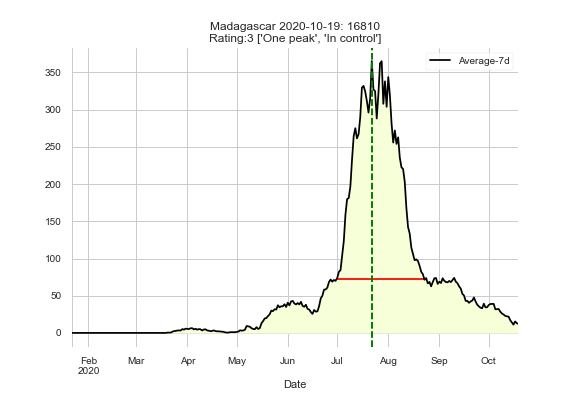 Madagascar 2020-10-19: 16810
Rating:3 ['One peak', 'In control']
Average-7d
350
300
250
200
150
100
50
0
Feb Mar Apr May Jun Jul Aug Sep Oct
2020
Date